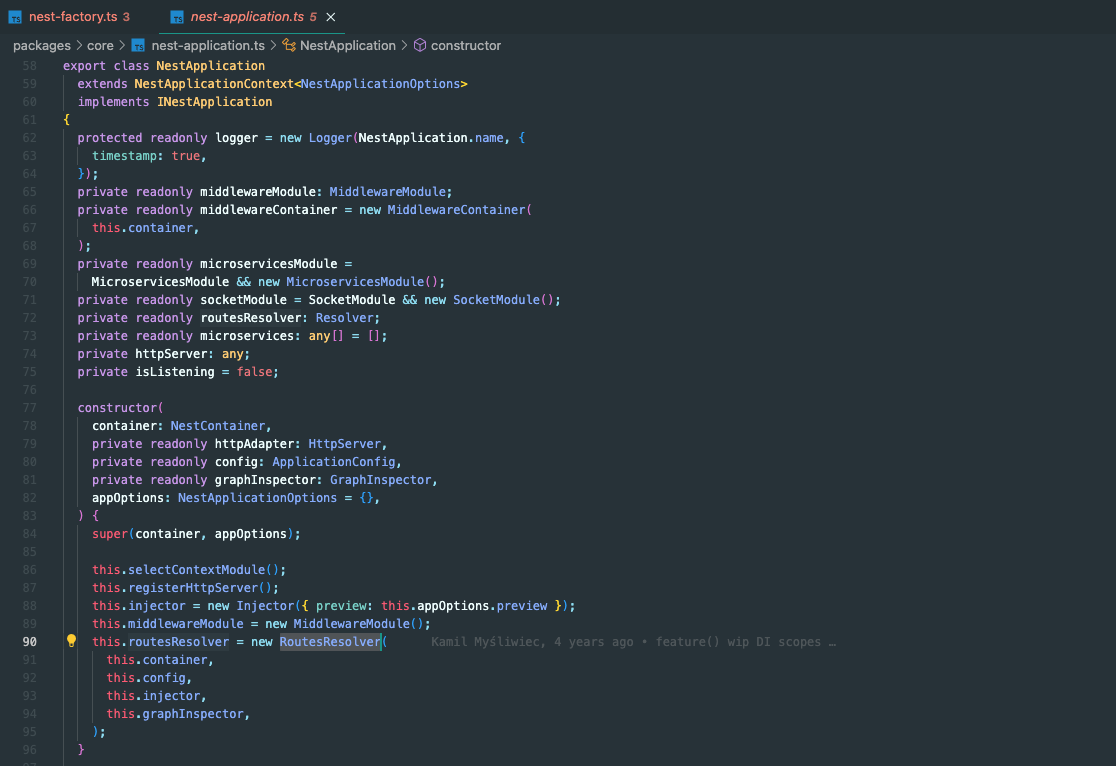 TS nest-factory.ts 3 TS nest-application.ts 5 ×
packages > core > TS nest-application.ts > NestApplication > constructor
58 export class NestApplication
59 extends NestApplicationContext<NestApplicationOptions>
60 implements INestApplication
61 {
62 protected readonly logger = new Logger(NestApplication.name, {
63 timestamp: true,
64 });
65 private readonly middlewareModule: MiddlewareModule;
66 private readonly middlewareContainer = new MiddlewareContainer(
67 this.container,
68 );
69 private readonly microservicesModule =
70 MicroservicesModule && new MicroservicesModule();
71 private readonly socketModule = SocketModule && new SocketModule();
72 private readonly routesResolver: Resolver;
73 private readonly microservices: any[] = [];
74 private httpServer: any;
75 private isListening = false;
76
77 constructor(
78 container: NestContainer,
79 private readonly httpAdapter: HttpServer,
80 private readonly config: ApplicationConfig,
81 private readonly graphInspector: GraphInspector,
82 appOptions: NestApplicationOptions = {},
83 ) {
84 super(container, appOptions);
85
86 this.selectContextModule();
87 this.registerHttpServer();
88 this.injector = new Injector({ preview: this.appOptions.preview });
89 this.middlewareModule = new MiddlewareModule();
90 this.routesResolver = new RoutesResolver( Kamil Myśliwiec, 4 years ago • feature() wip DI scopes …
91 this.container,
92 this.config,
93 this.injector,
94 this.graphInspector,
95 );
96 }